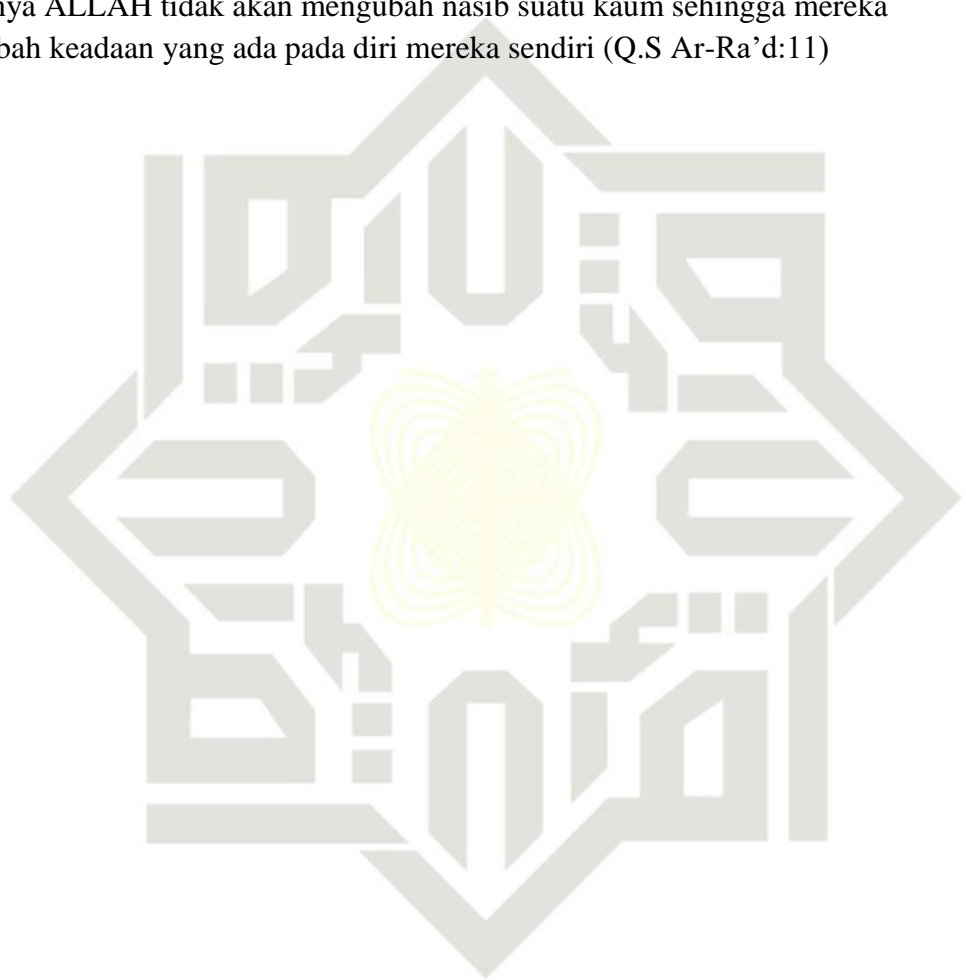 nya ALLAH tidak akan mengubah nasib suatu kaum sehingga mereka
bah keadaan yang ada pada diri mereka sendiri (Q.S Ar-Ra’d:11)